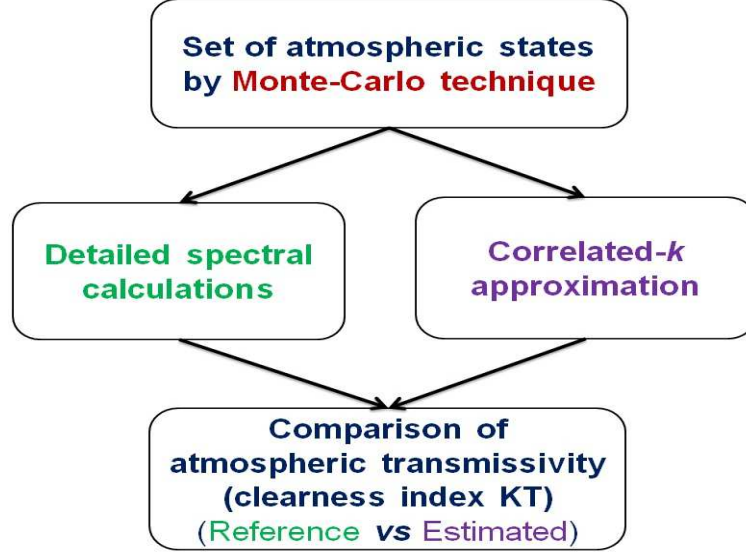 Set of atmospheric states
by Monte-Carlo technique
Detailed spectral
calculations
Correlated-k
approximation
Comparison of
atmospheric transmissivity
(clearness index KT)
(Reference vs Estimated)